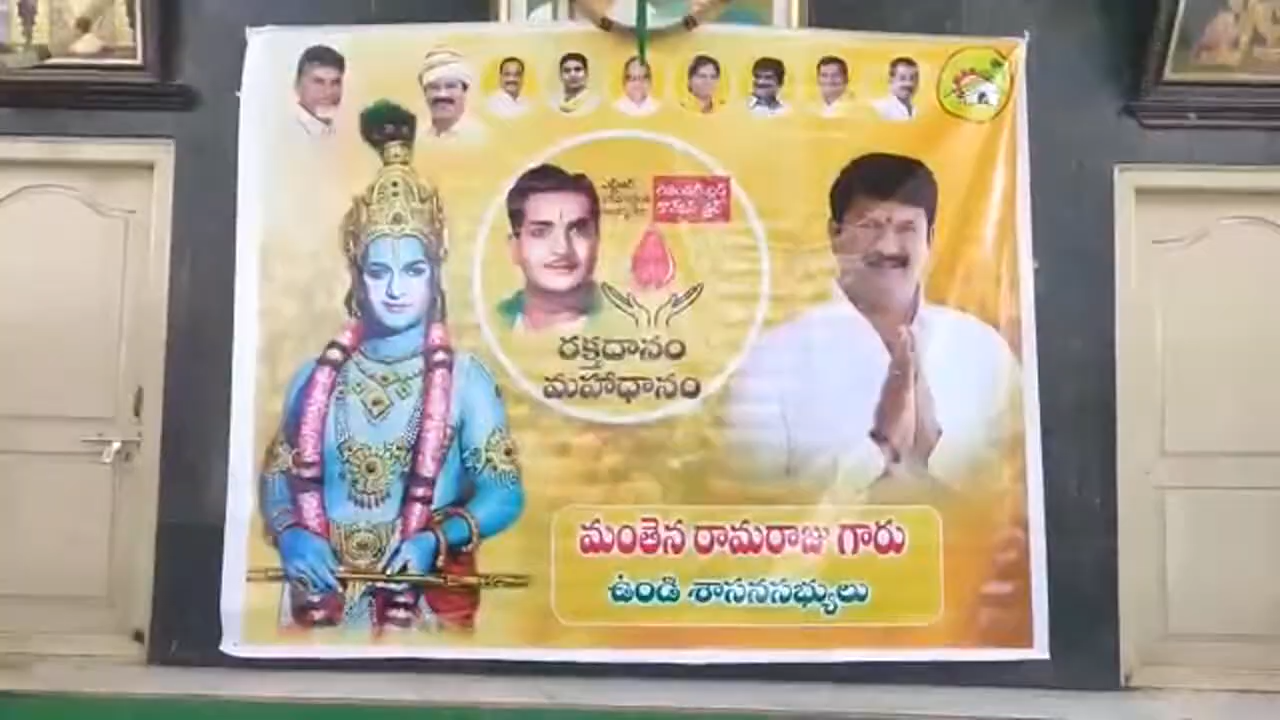 రక్తదానం
మహాధానం
మంతెన రామరాజు గారు
ఉండి శాసనసభ్యులు